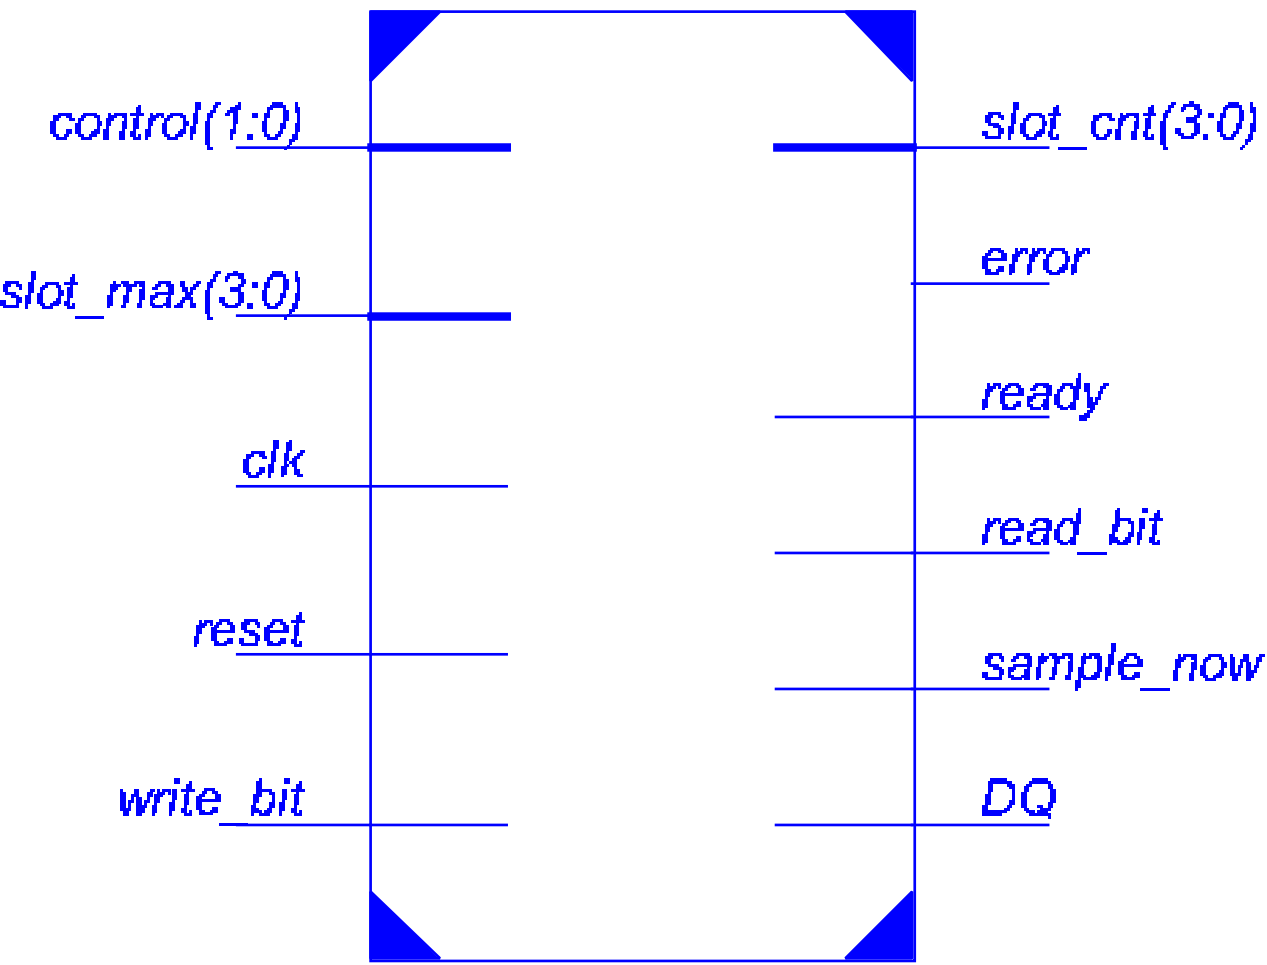 control(1:0)
slot_max(3:0)
clk
reset
write_bit
slot_cnt(3:0)
error
ready
read_bit
sample_now
DQ